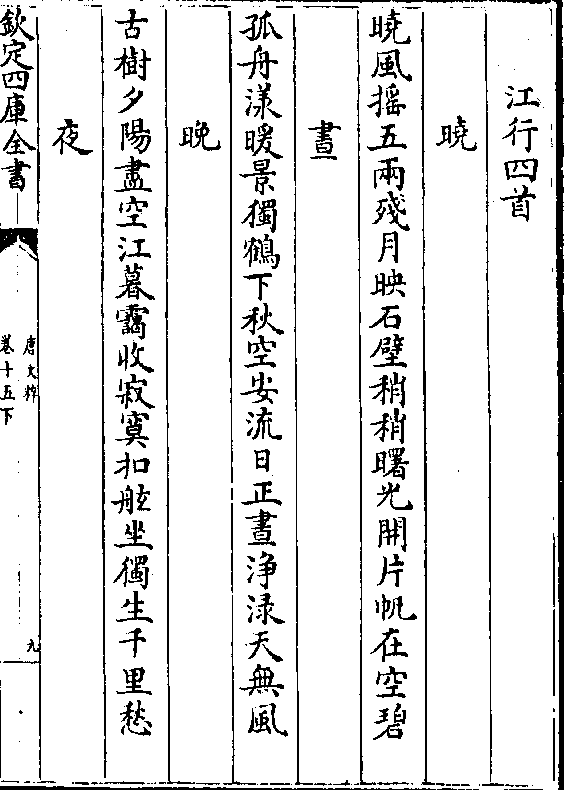 江行四首
曉
曉風揺五兩殘月映石壁稍稍曙光開片帆在空碧
晝
孤舟漾暖景獨鶴下秋空安流日正晝浄渌天無風
晩
古樹夕陽盡空江暮靄收寂寞扣舷坐獨生千里愁
夜
欽定四庫全書
唐文粹
卷十五下
九